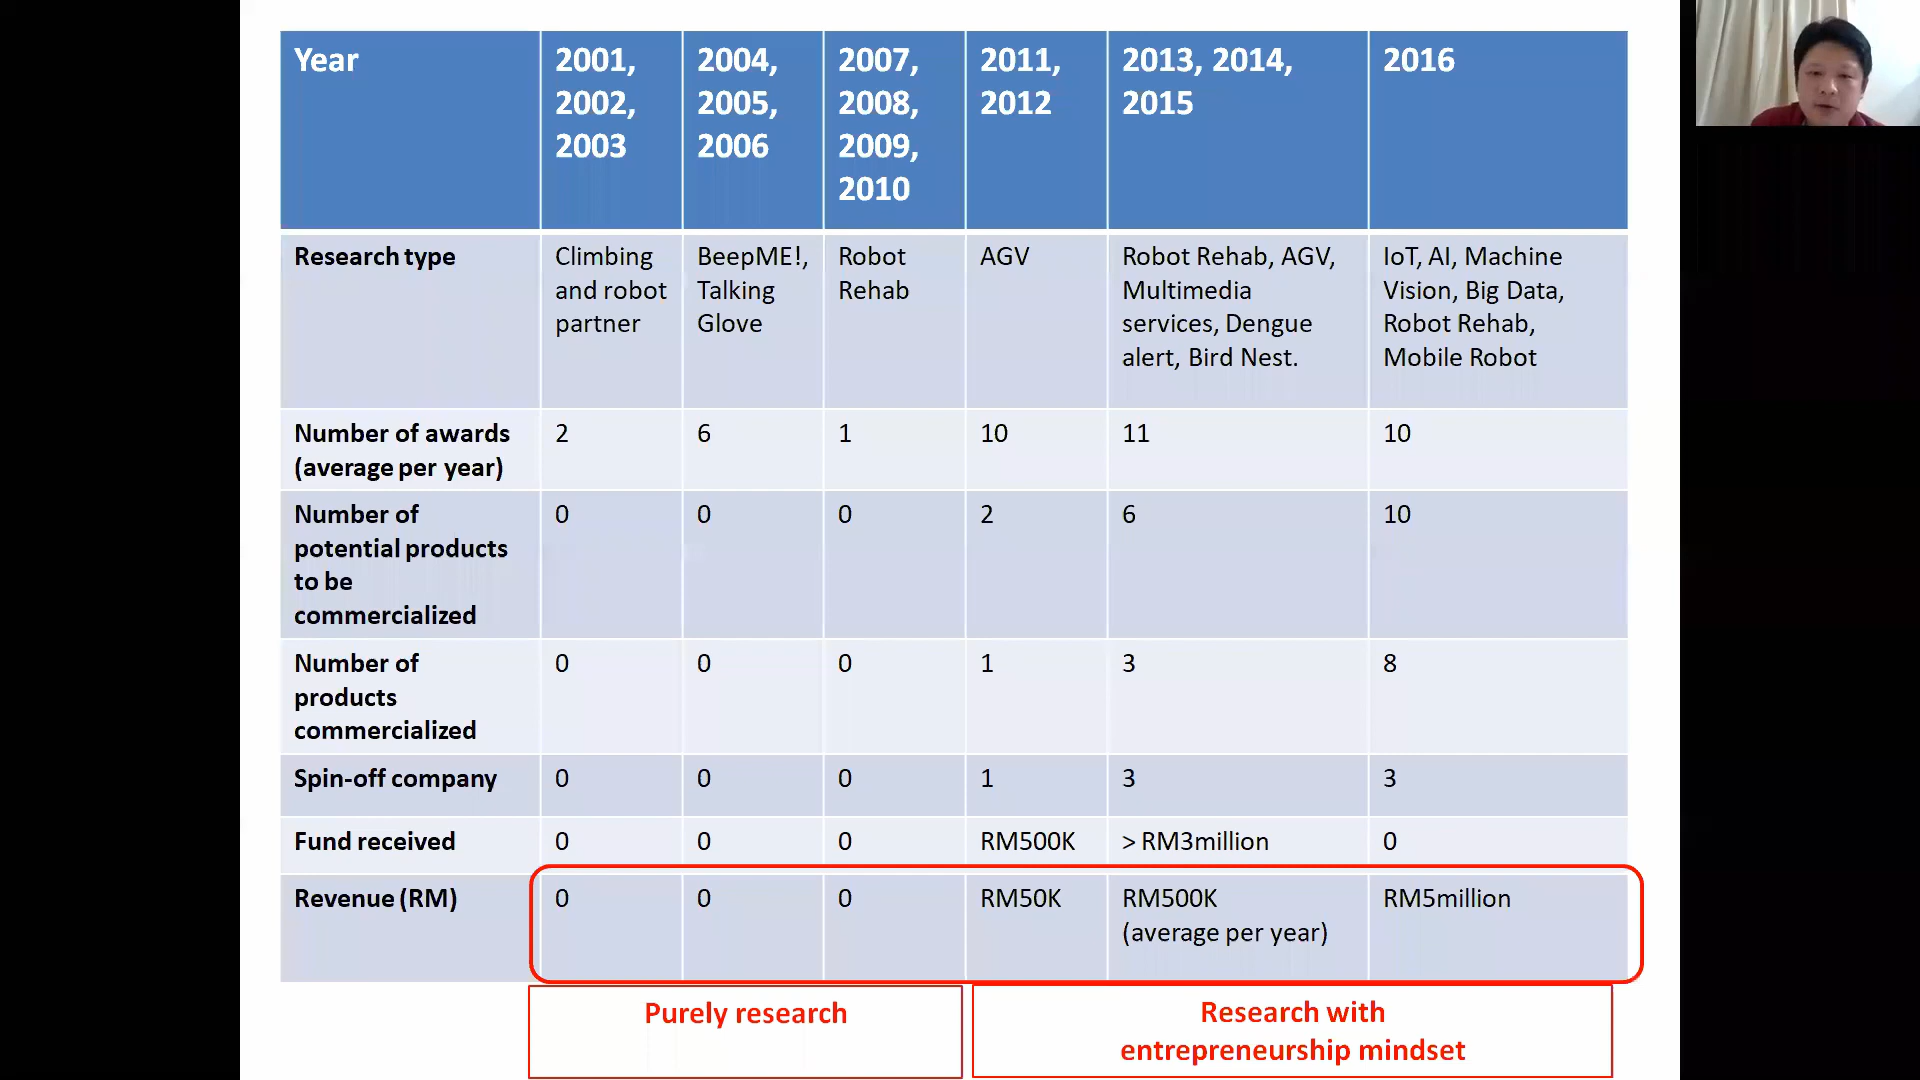 Year
2001,
2002,
2003
2004,
2005,
2006
2007,
2008,
2009,
2010
2011,
2012
2013, 2014,
2015
2016
Research type
Climbing
and robot
partner
BeepME!,
Talking
Glove
Robot
Rehab
AGV
Robot Rehab, AGV,
Multimedia
services, Dengue
alert, Bird Nest.
IoT, AI, Machine
Vision, Big Data,
Robot Rehab,
Mobile Robot
Number of awards
(average per year)
2
6
1
10
11
10
Number of
potential products
to be
commercialized
0
0
0
2
6
10
Number of
products
commercialized
0
0
0
1
3
8
Spin-off company
0
0
0
1
3
3
Fund received
0
0
0
RM500K
> RM3million
0
Revenue (RM)
0
0
0
RM50K
RM500K
(average per year)
RM5million
Purely research
Research with
entrepreneurship mindset